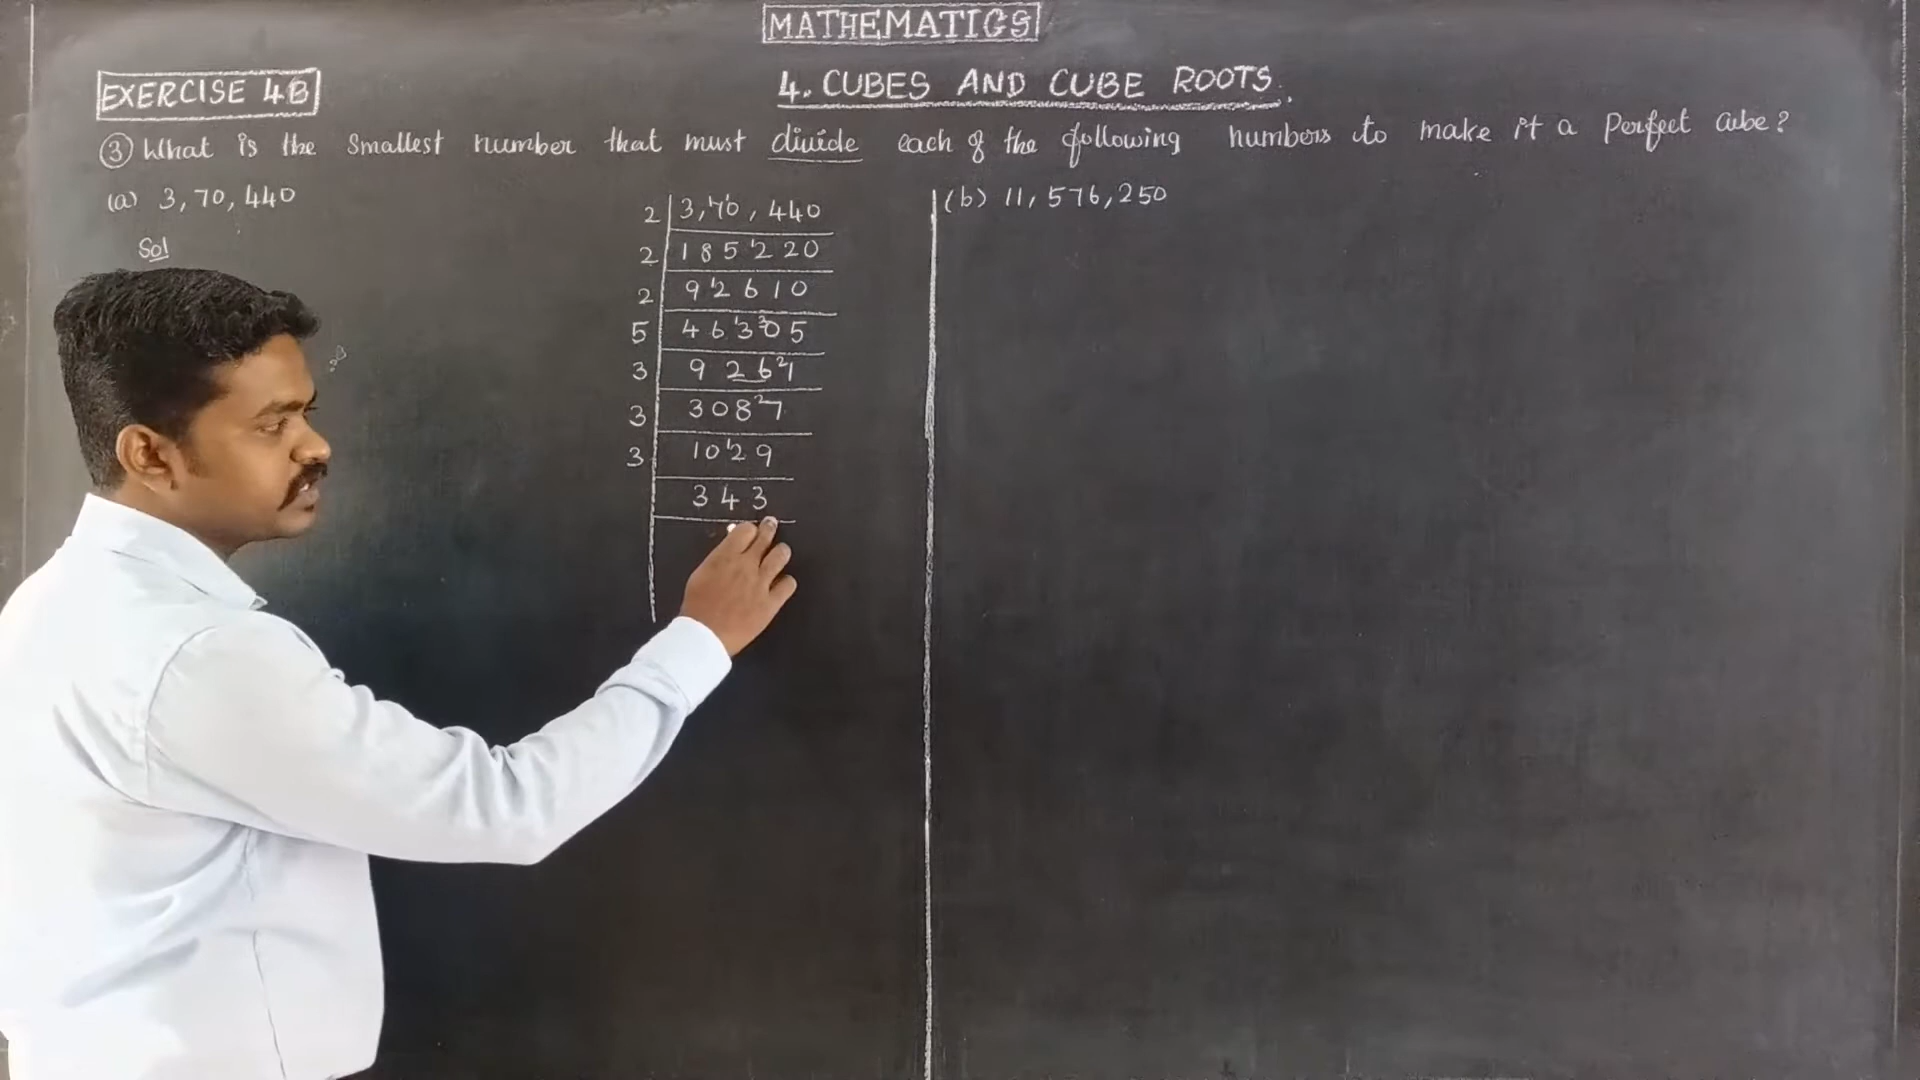 MATHEMATICS
EXERCISE 4B
4. CUBES AND CUBE ROOTS.
③ What is the smallest number that must divide each of the following numbers to make it a perfect cube?
(a) 3,70,440
Sol
2 | 3,70,440
2 | 185220
2 | 92610
5 | 46305
3 | 9261
3 | 3087
3 | 1029
343
(b) 11,576,250